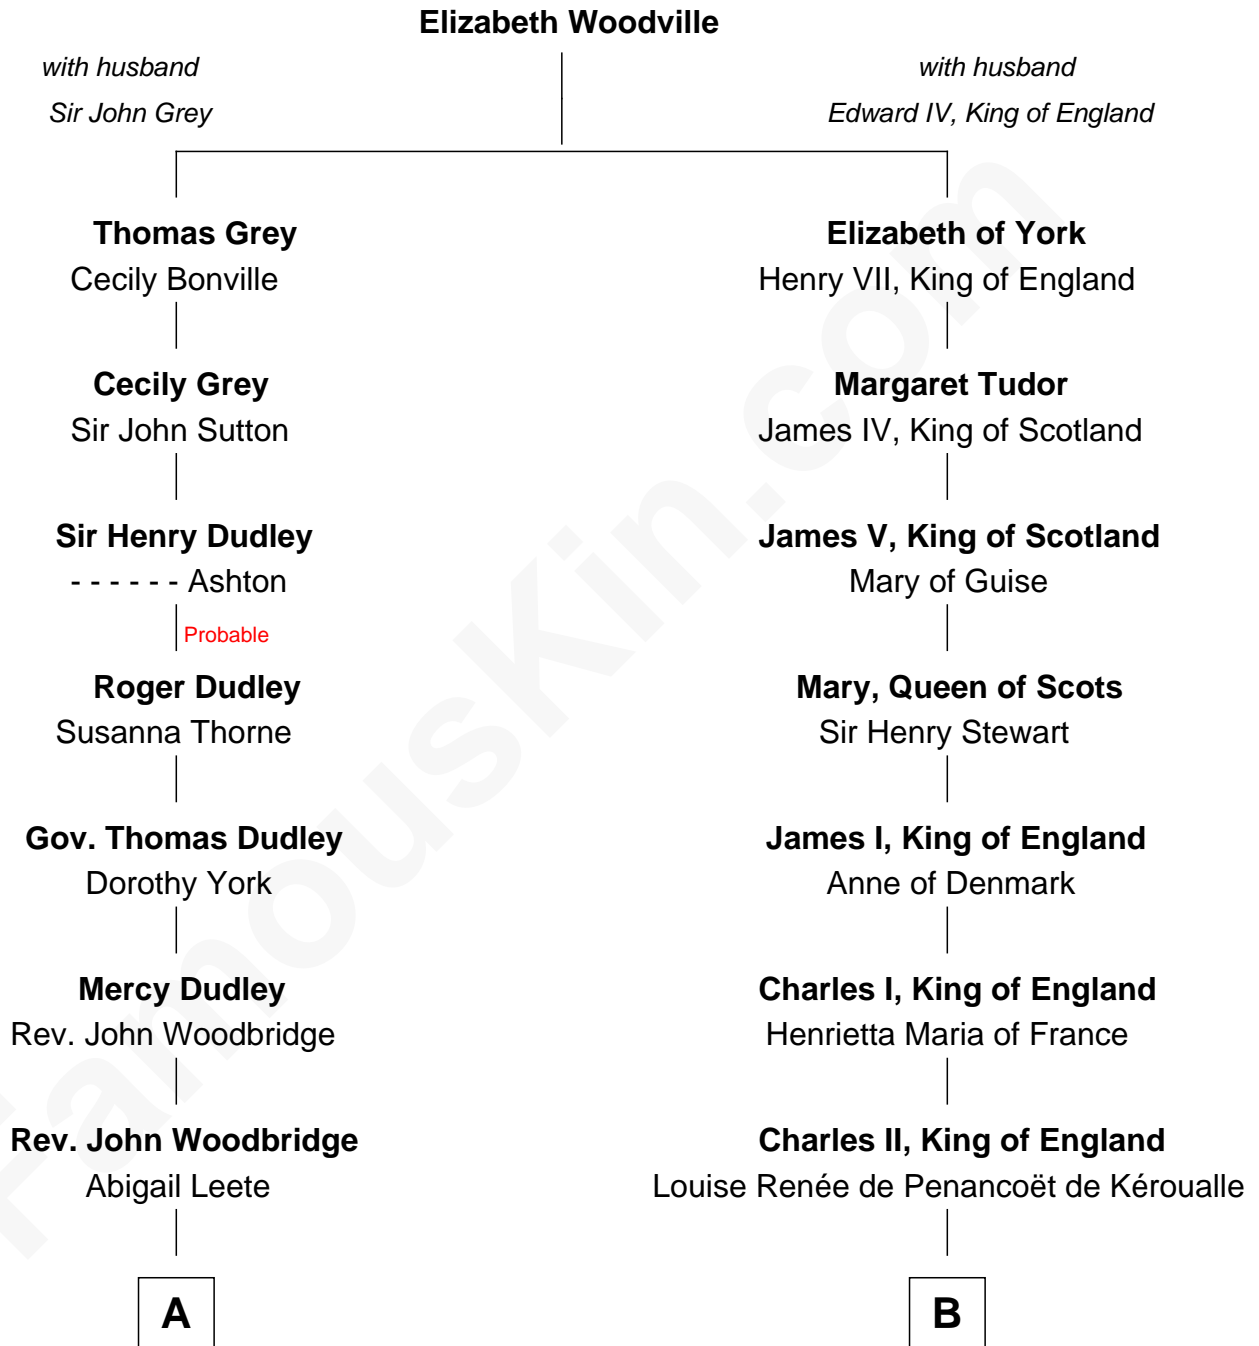 Elizabeth Woodville
with husband
Sir John Grey
with husband
Edward IV, King of England
Thomas Grey
Cecily Bonville
Elizabeth of York
Henry VII, King of England
Cecily Grey
Sir John Sutton
Margaret Tudor
James IV, King of Scotland
Sir Henry Dudley
- - - - - - Ashton
Probable
James V, King of Scotland
Mary of Guise
Roger Dudley
Susanna Thorne
Mary, Queen of Scots
Sir Henry Stewart
Gov. Thomas Dudley
Dorothy York
James I, King of England
Anne of Denmark
Mercy Dudley
Rev. John Woodbridge
Charles I, King of England
Henrietta Maria of France
Rev. John Woodbridge
Abigail Leete
Charles II, King of England
Louise Renée de Penancoët de Kéroualle
A
B
FamousKin.com